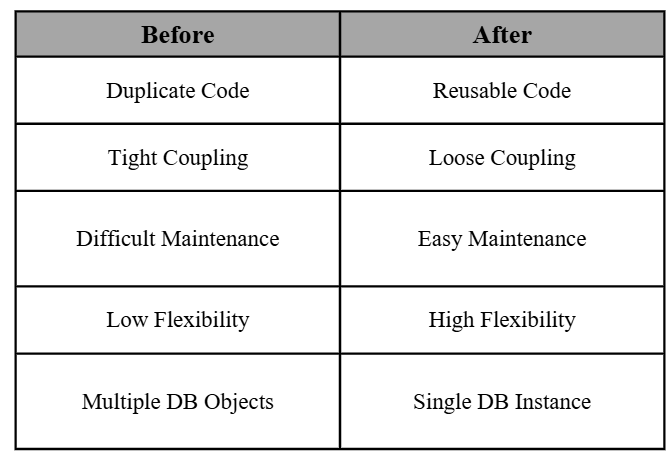 Before After
Duplicate Code Reusable Code
Tight Coupling Loose Coupling
Difficult Maintenance Easy Maintenance
Low Flexibility High Flexibility
Multiple DB Objects Single DB Instance